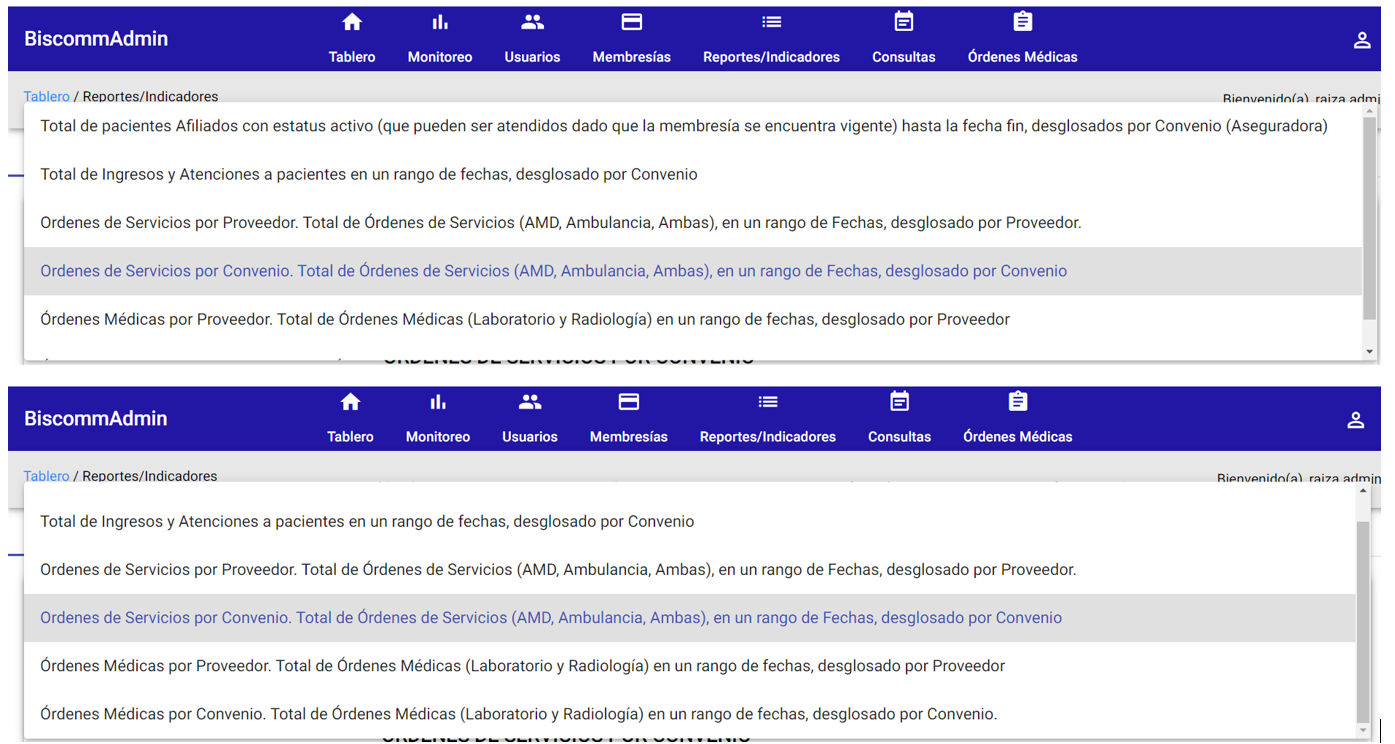 BiscommAdmin
Tablero Monitoreo Usuarios Membresías Reportes/Indicadores Consultas Órdenes Médicas
Tablero / Reportes/Indicadores
Bienvenido(a) raiza admi
Total de pacientes Afiliados con estatus activo (que pueden ser atendidos dado que la membresía se encuentra vigente) hasta la fecha fin, desglosados por Convenio (Aseguradora)
Total de Ingresos y Atenciones a pacientes en un rango de fechas, desglosado por Convenio
Ordenes de Servicios por Proveedor. Total de Órdenes de Servicios (AMD, Ambulancia, Ambas), en un rango de Fechas, desglosado por Proveedor.
Ordenes de Servicios por Convenio. Total de Órdenes de Servicios (AMD, Ambulancia, Ambas), en un rango de Fechas, desglosado por Convenio
Órdenes Médicas por Proveedor. Total de Órdenes Médicas (Laboratorio y Radiología) en un rango de fechas, desglosado por Proveedor
ÓRDENES DE SERVICIOS POR CONVENIO
BiscommAdmin
Tablero Monitoreo Usuarios Membresías Reportes/Indicadores Consultas Órdenes Médicas
Tablero / Reportes/Indicadores
Bienvenido(a) raiza admin
Total de Ingresos y Atenciones a pacientes en un rango de fechas, desglosado por Convenio
Ordenes de Servicios por Proveedor. Total de Órdenes de Servicios (AMD, Ambulancia, Ambas), en un rango de Fechas, desglosado por Proveedor.
Ordenes de Servicios por Convenio. Total de Órdenes de Servicios (AMD, Ambulancia, Ambas), en un rango de Fechas, desglosado por Convenio
Órdenes Médicas por Proveedor. Total de Órdenes Médicas (Laboratorio y Radiología) en un rango de fechas, desglosado por Proveedor
Órdenes Médicas por Convenio. Total de Órdenes Médicas (Laboratorio y Radiología) en un rango de fechas, desglosado por Convenio.
ÓRDENES DE SERVICIOS POR CONVENIO